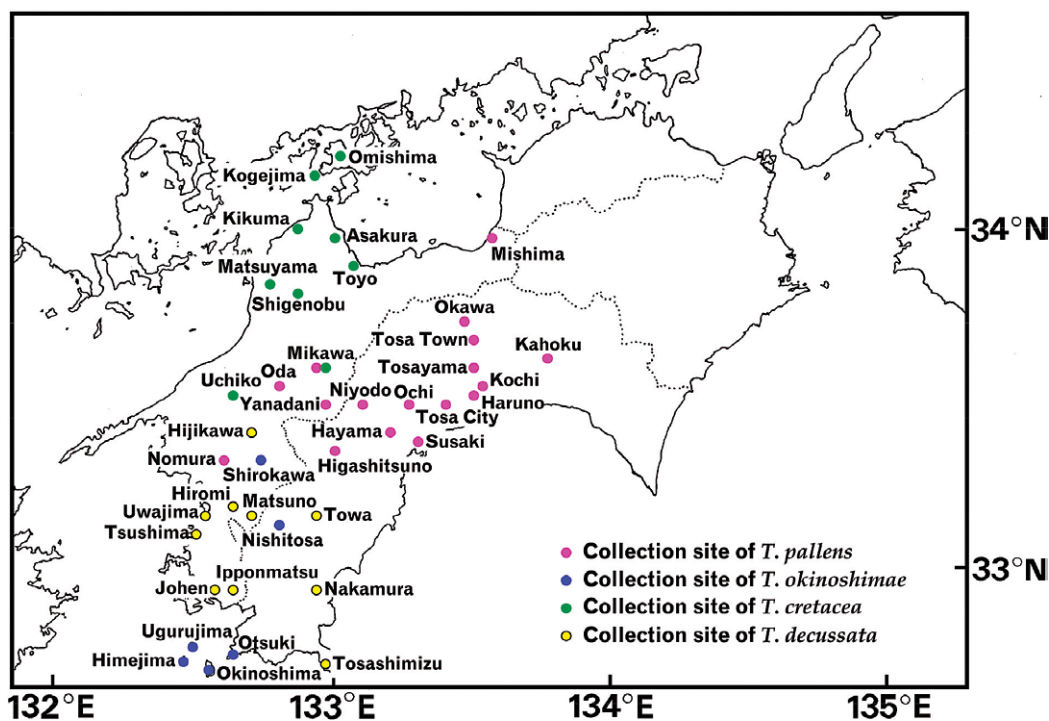 Omishima
Kogejima
Kikuma
Asakura
34°N
Mishima
Matsuyama
Toyo
Shigenobu
Okawa
Tosa Town
Kahoku
Mikawa
Oda
Tosayama
Uchiko
Niyodo
Ochi
Kochi
Yanadani
Haruno
Tosa City
Hijikawa
Hayama
Susaki
Nomura
Higashitsuno
Shirokawa
Hiromi
Matsuno
Uwajima
Towa
Tsushima
Nishitosa
Collection site of T. pallens
33°N
Ipponmatsu
Collection site of T. okinoshimae
Johen
Nakamura
Collection site of T. cretacea
Ugurujima
Collection site of T. decussata
Otsuki
Himejima
Okinoshima
Tosashimizu
132°E
133°E
134°E
135°E